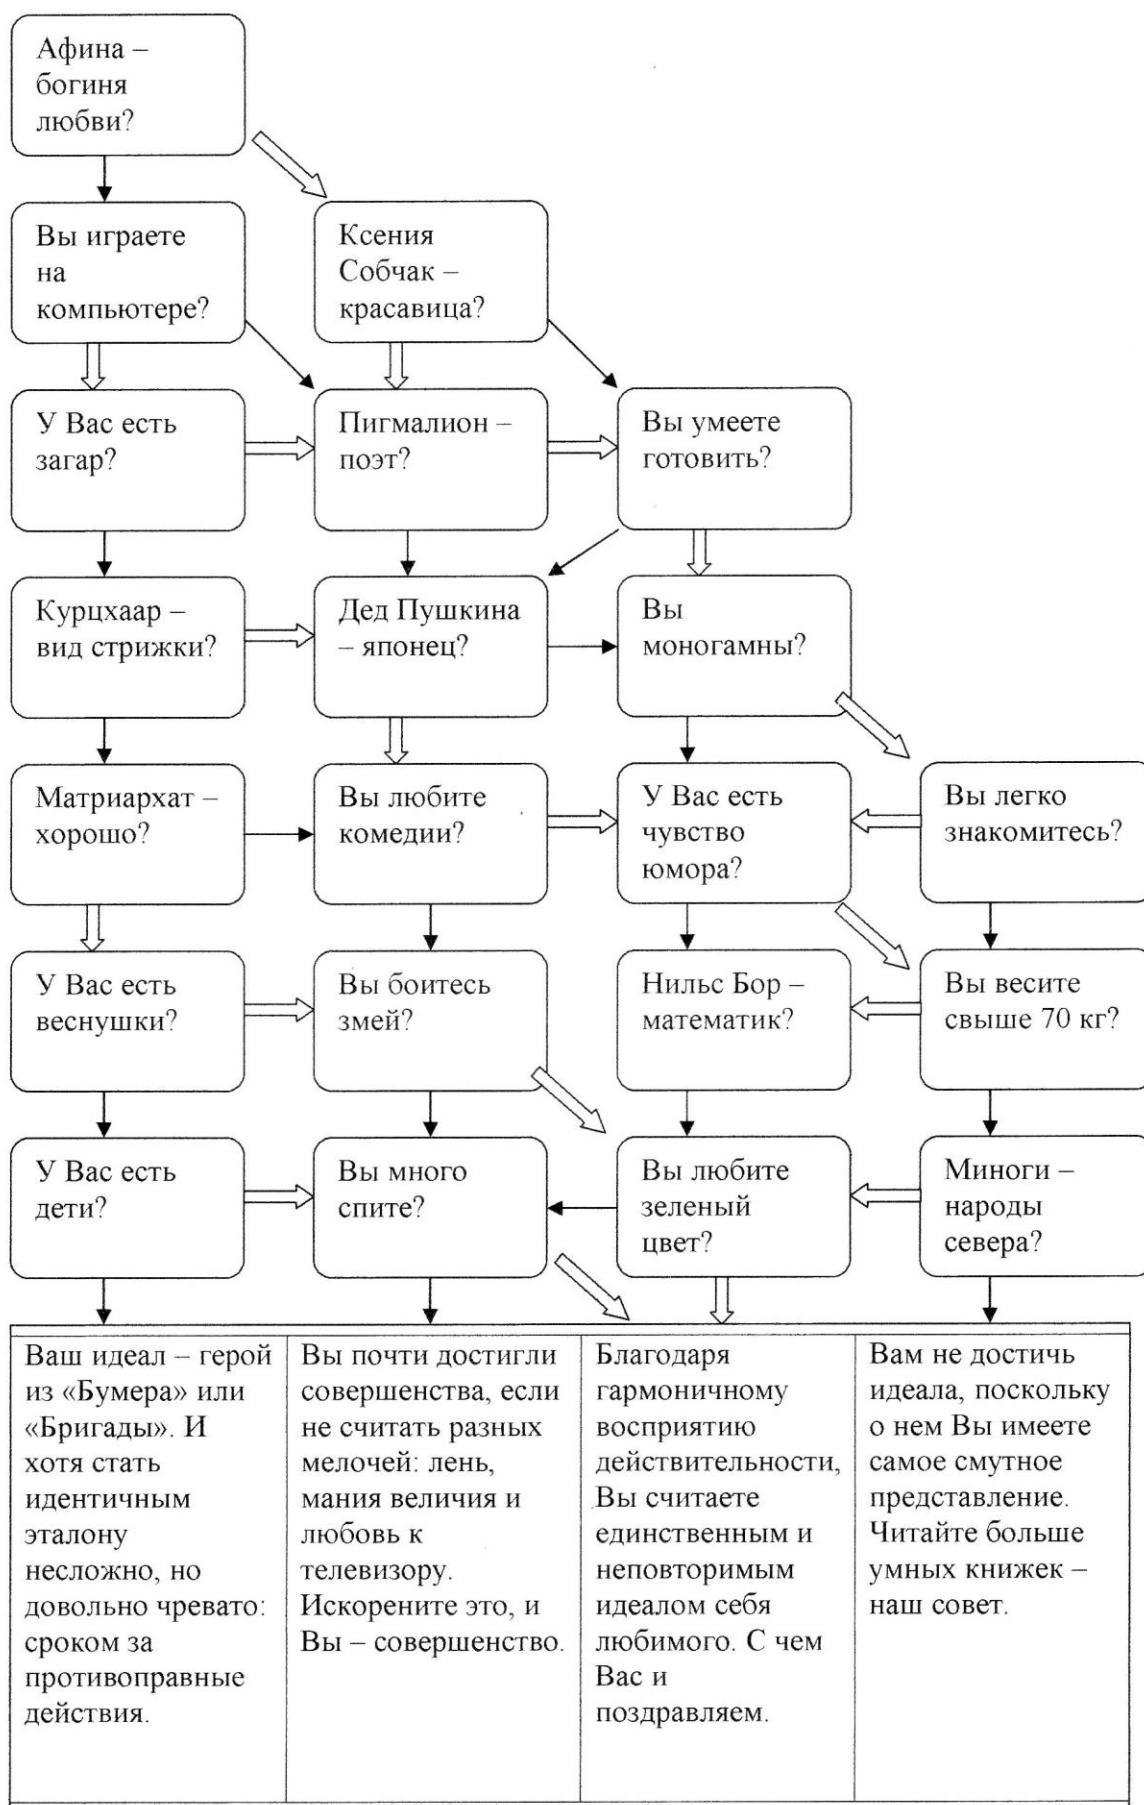 Афина –
богиня
любви?
Вы играете
на
компьютере?
Ксения
Собчак –
красавица?
У Вас есть
загар?
Пигмалион –
поэт?
Вы умеете
готовить?
Курцхаар –
вид стрижки?
Дед Пушкина
– японец?
Вы
моногамны?
Матриархат –
хорошо?
Вы любите
комедии?
У Вас есть
чувство
юмора?
Вы легко
знакомитесь?
У Вас есть
веснушки?
Вы боитесь
змей?
Нильс Бор –
математик?
Вы весите
свыше 70 кг?
У Вас есть
дети?
Вы много
спите?
Вы любите
зеленый
цвет?
Миноги –
народы
севера?
Ваш идеал – герой
из «Бумера» или
«Бригады». И
хотя стать
идентичным
эталону
несложно, но
довольно чревато:
сроком за
противоправные
действия.
Вы почти достигли
совершенства, если
не считать разных
мелочей: лень,
мания величия и
любовь к
телевизору.
Искорените это, и
Вы – совершенство.
Благодаря
гармоничному
восприятию
действительности,
Вы считаете
единственным и
неповторимым
идеалом себя
любимого. С чем
Вас и
поздравляем.
Вам не достичь
идеала, поскольку
о нем Вы имеете
самое смутное
представление.
Читайте больше
умных книжек –
наш совет.